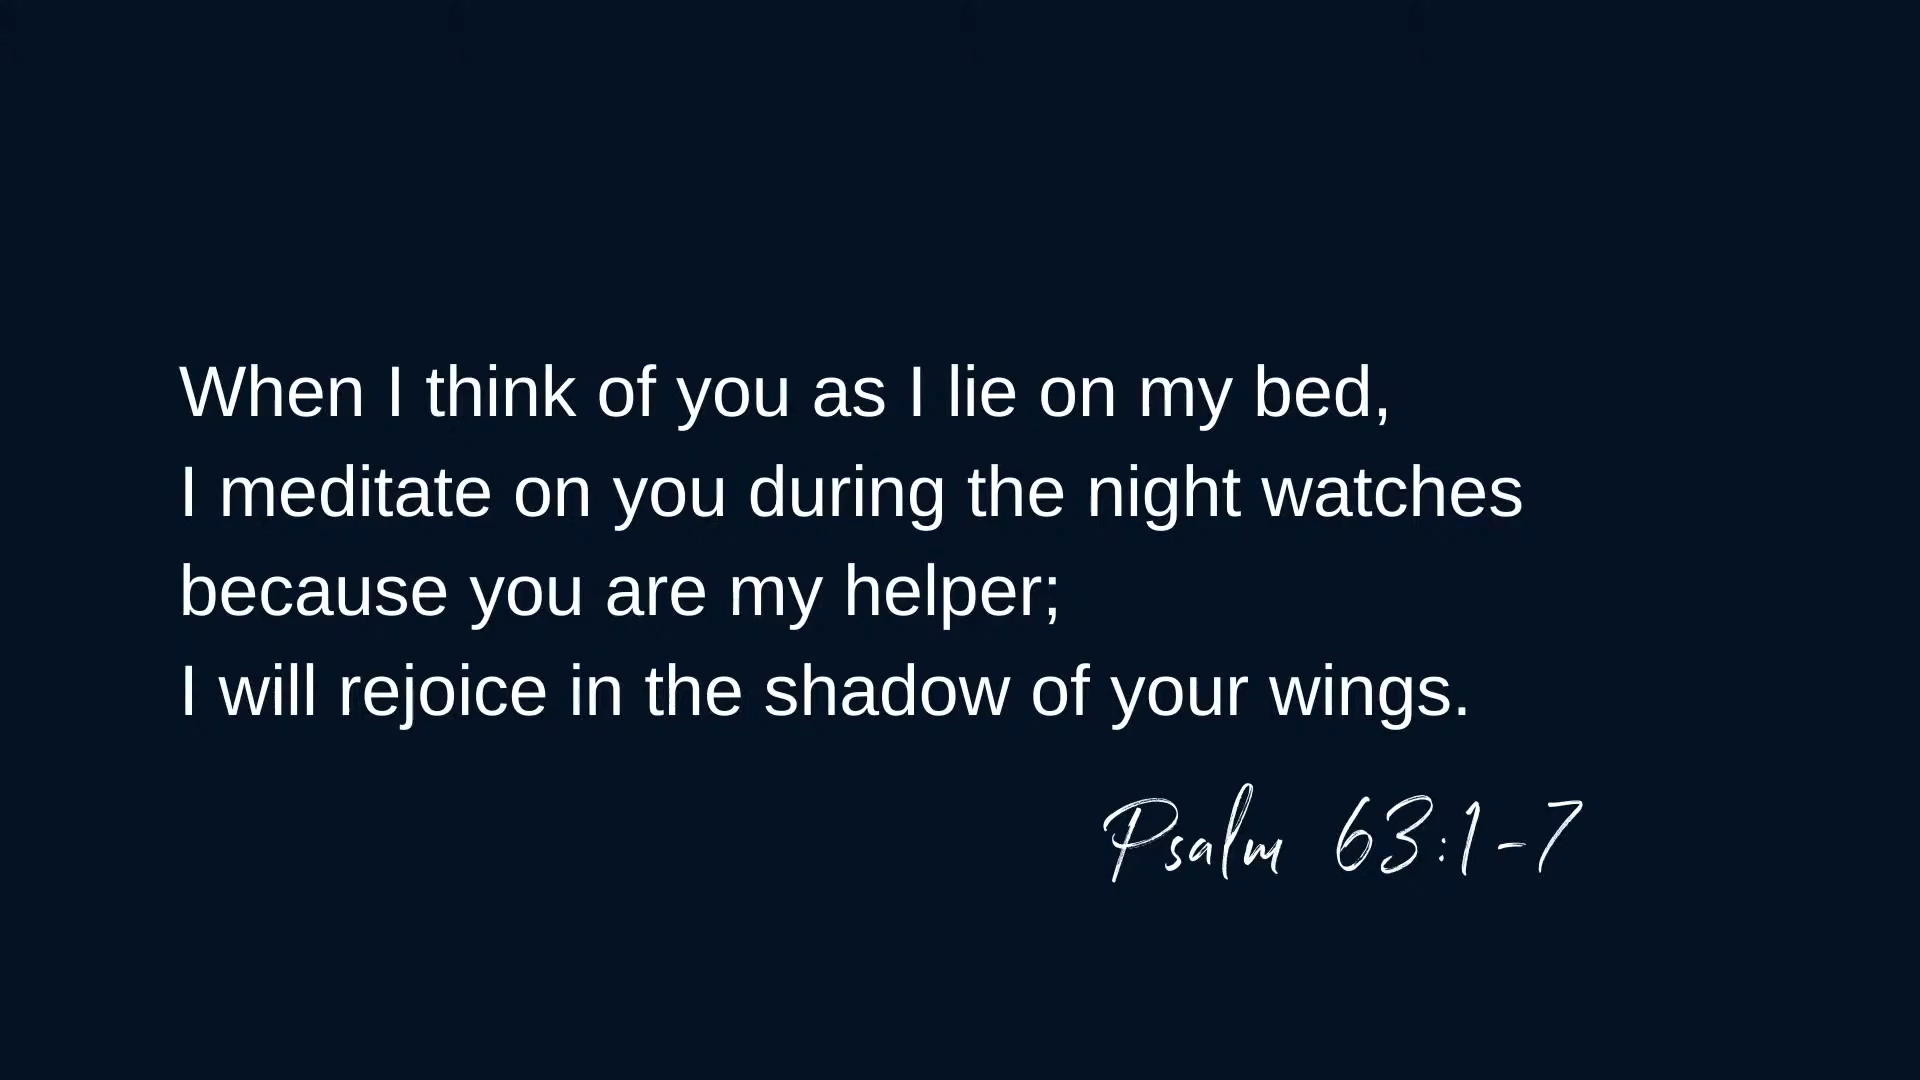 When I think of you as I lie on my bed,
I meditate on you during the night watches
because you are my helper;
I will rejoice in the shadow of your wings.
Psalm 63:1-7